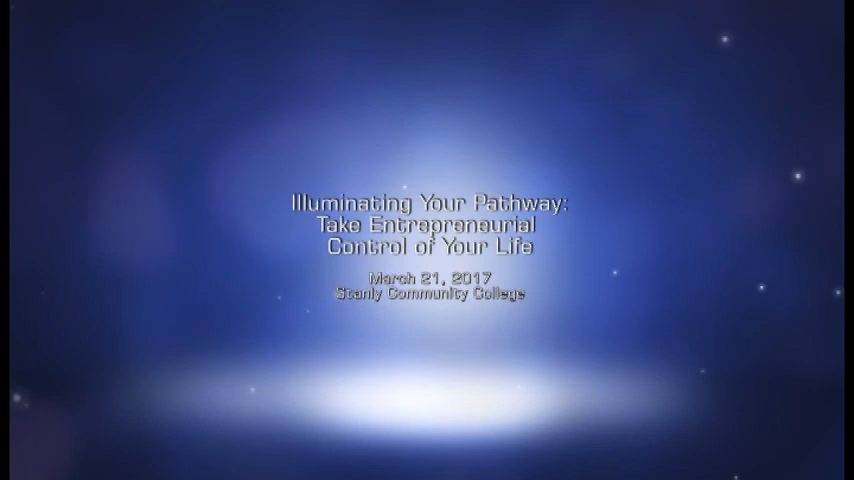 Illuminating Your Pathway:
Take Entrepreneurial
Control of Your Life
March 21, 2017
Stanly Community College